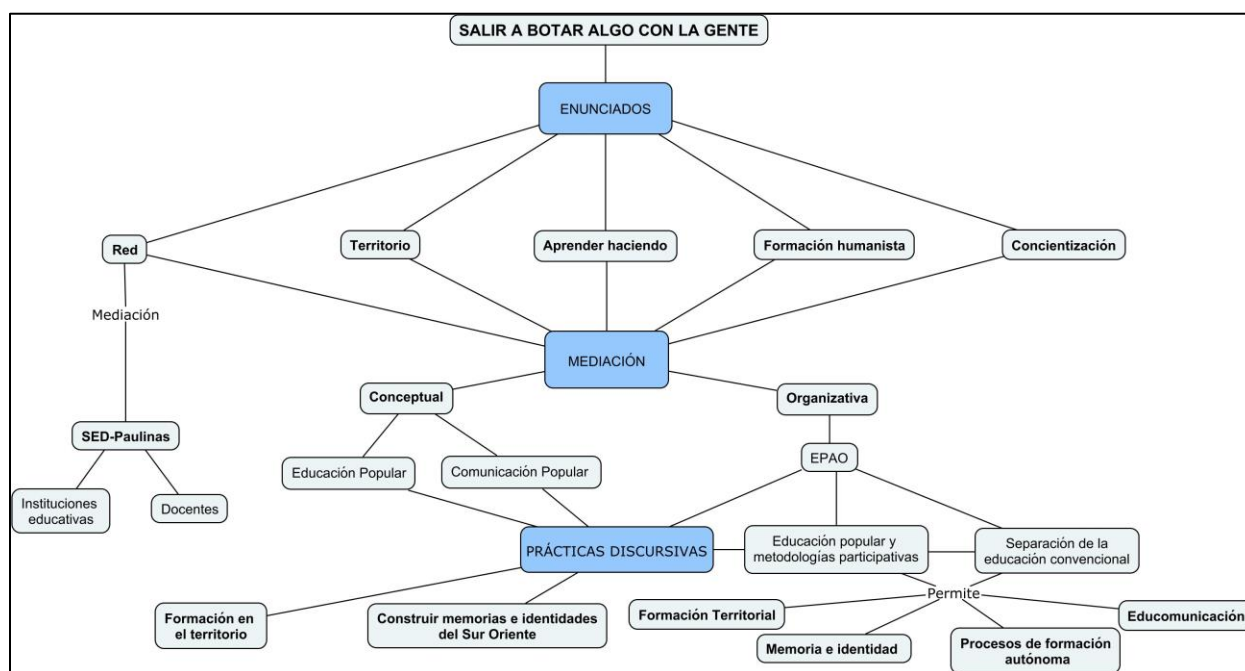 SALIR A BOTAR ALGO CON LA GENTE
ENUNCIADOS
Red
Territorio
Aprender haciendo
Formación humanista
Concientización
Mediación
MEDIACIÓN
Conceptual
Organizativa
SED-Paulinas
EPAO
Educación Popular
Comunicación Popular
Instituciones
educativas
Docentes
PRÁCTICAS DISCURSIVAS
Educación popular y
metodologías participativas
Separación de la
educación convencional
Permite
Formación en
el territorio
Construir memorias e identidades
del Sur Oriente
Formación Territorial
Educomunicación
Memoria e identidad
Procesos de formación
autónoma